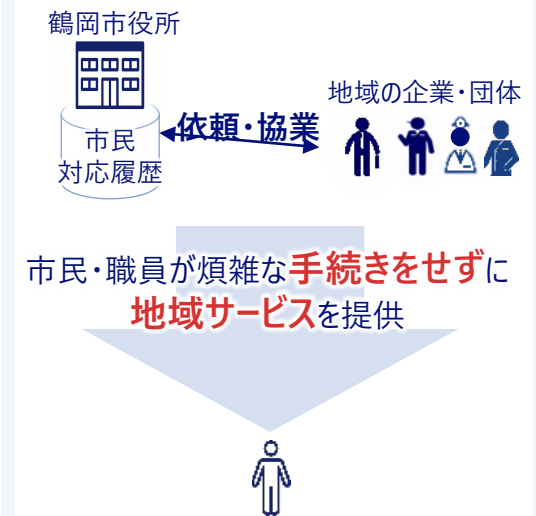 鶴岡市役所
地域の企業・団体
依頼・協業
市民
対応履歴
市民・職員が煩雑な手続きをせずに
地域サービスを提供